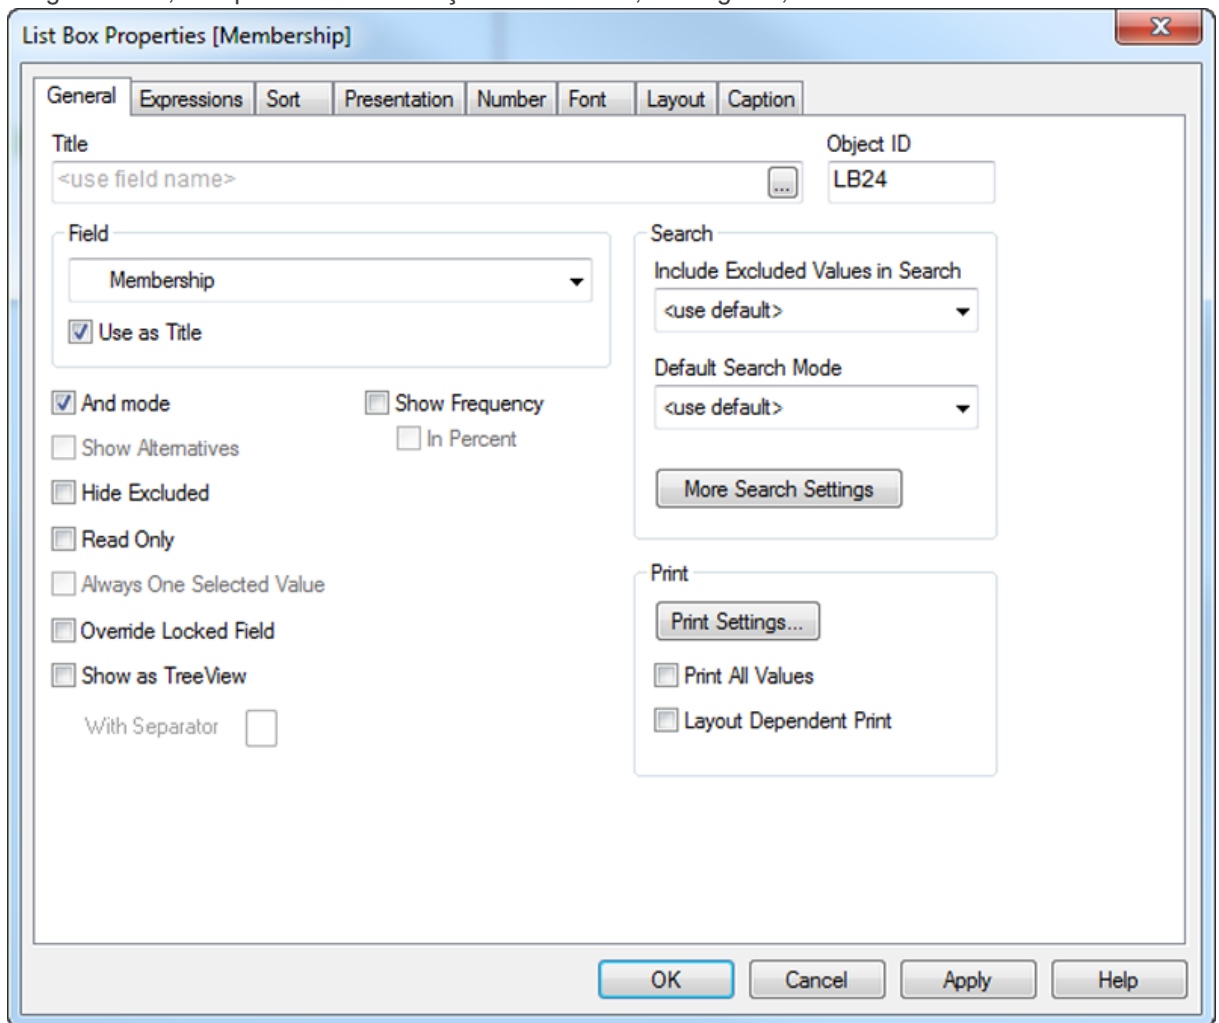 List Box Properties [Membership]
General Expressions Sort Presentation Number Font Layout Caption
Title
Object ID
<use field name>
...
LB24
Field
Membership
Use as Title
Search
Include Excluded Values in Search
<use default>
Default Search Mode
<use default>
More Search Settings
And mode
Show Frequency
In Percent
Show Alternatives
Hide Excluded
Read Only
Always One Selected Value
Override Locked Field
Show as TreeView
With Separator
Print
Print Settings...
Print All Values
Layout Dependent Print
OK Cancel Apply Help